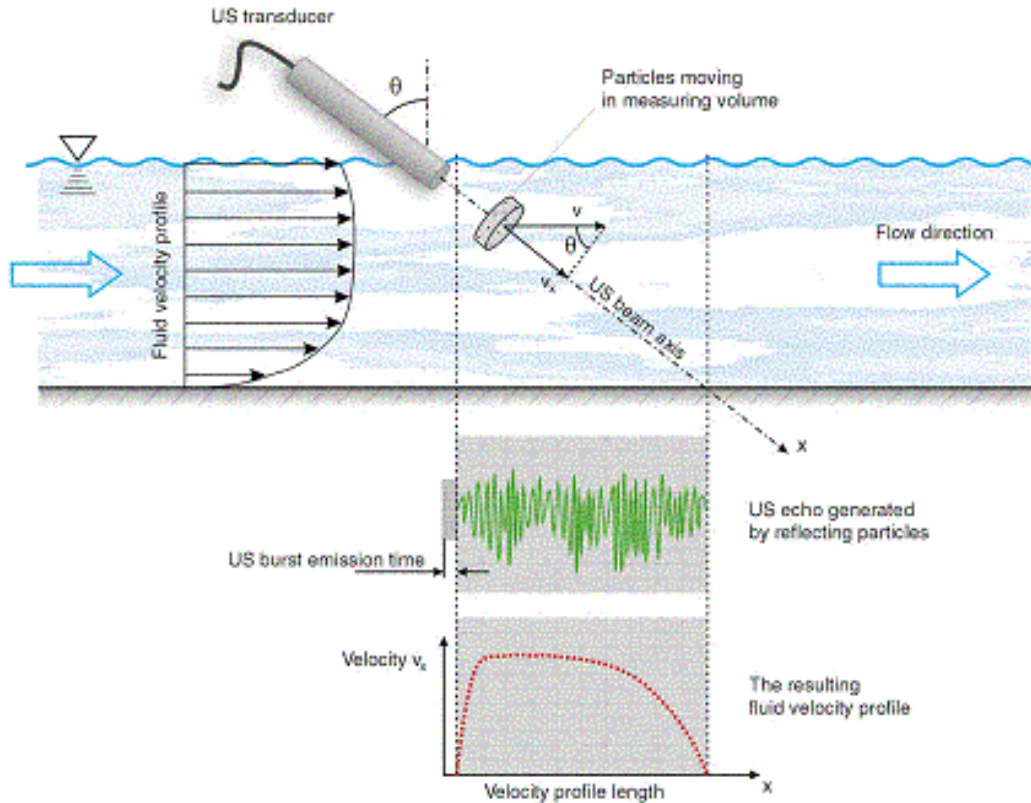 US transducer
θ
Particles moving
in measuring volume
Fluid velocity profile
v
θ
vₓ
US beam axis
Flow direction
x
US echo generated
by reflecting particles
US burst emission time
Velocity vₓ
The resulting
fluid velocity profile
Velocity profile length
x